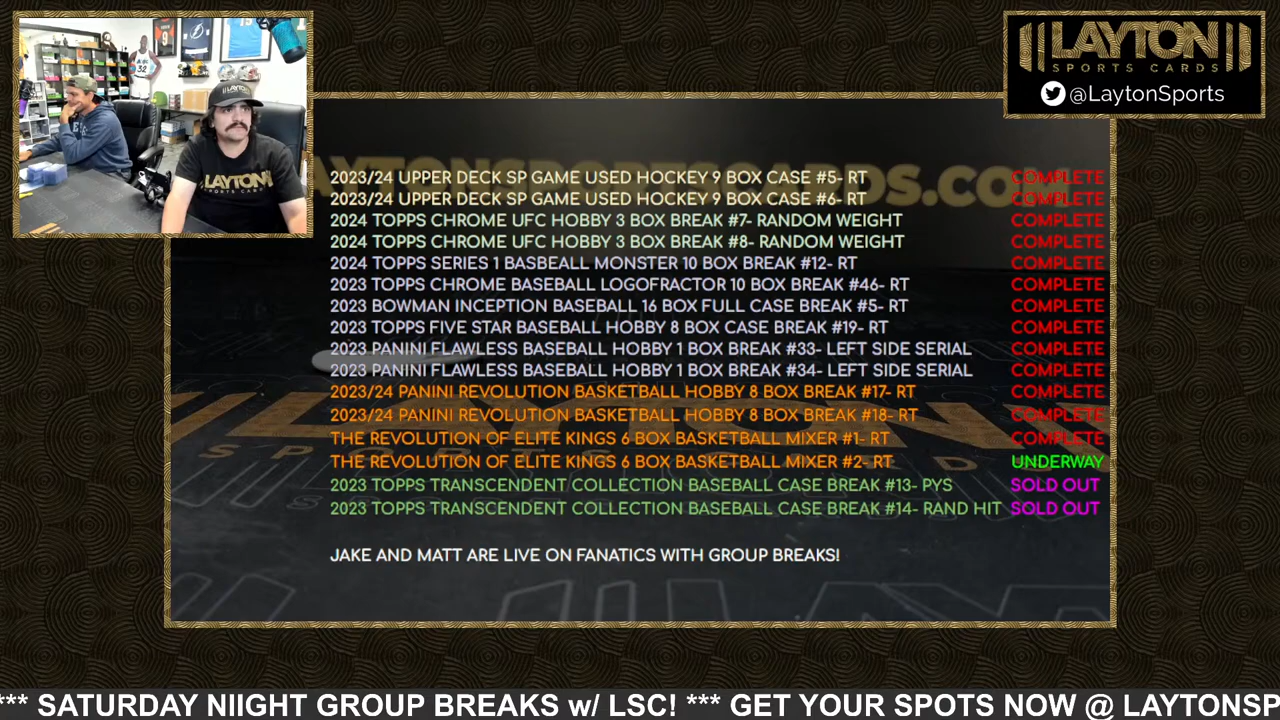 LAYTON
SPORTS CARDS
@LaytonSports
LAYTONSPORTSCARDS.COM
2023/24 UPPER DECK SP GAME USED HOCKEY 9 BOX CASE #5- RT COMPLETE
2023/24 UPPER DECK SP GAME USED HOCKEY 9 BOX CASE #6- RT COMPLETE
2024 TOPPS CHROME UFC HOBBY 3 BOX BREAK #7- RANDOM WEIGHT COMPLETE
2024 TOPPS CHROME UFC HOBBY 3 BOX BREAK #8- RANDOM WEIGHT COMPLETE
2024 TOPPS SERIES 1 BASBEALL MONSTER 10 BOX BREAK #12- RT COMPLETE
2023 TOPPS CHROME BASEBALL LOGOFRACTOR 10 BOX BREAK #46- RT COMPLETE
2023 BOWMAN INCEPTION BASEBALL 16 BOX FULL CASE BREAK #5- RT COMPLETE
2023 TOPPS FIVE STAR BASEBALL HOBBY 8 BOX CASE BREAK #19- RT COMPLETE
2023 PANINI FLAWLESS BASEBALL HOBBY 1 BOX BREAK #33- LEFT SIDE SERIAL COMPLETE
2023 PANINI FLAWLESS BASEBALL HOBBY 1 BOX BREAK #34- LEFT SIDE SERIAL COMPLETE
2023/24 PANINI REVOLUTION BASKETBALL HOBBY 8 BOX BREAK #17- RT COMPLETE
2023/24 PANINI REVOLUTION BASKETBALL HOBBY 8 BOX BREAK #18- RT COMPLETE
THE REVOLUTION OF ELITE KINGS 6 BOX BASKETBALL MIXER #1- RT COMPLETE
THE REVOLUTION OF ELITE KINGS 6 BOX BASKETBALL MIXER #2- RT UNDERWAY
2023 TOPPS TRANSCENDENT COLLECTION BASEBALL CASE BREAK #13- PYS SOLD OUT
2023 TOPPS TRANSCENDENT COLLECTION BASEBALL CASE BREAK #14- RAND HIT SOLD OUT
JAKE AND MATT ARE LIVE ON FANATICS WITH GROUP BREAKS!
*** SATURDAY NIIGHT GROUP BREAKS w/ LSC! *** GET YOUR SPOTS NOW @ LAYTONSP